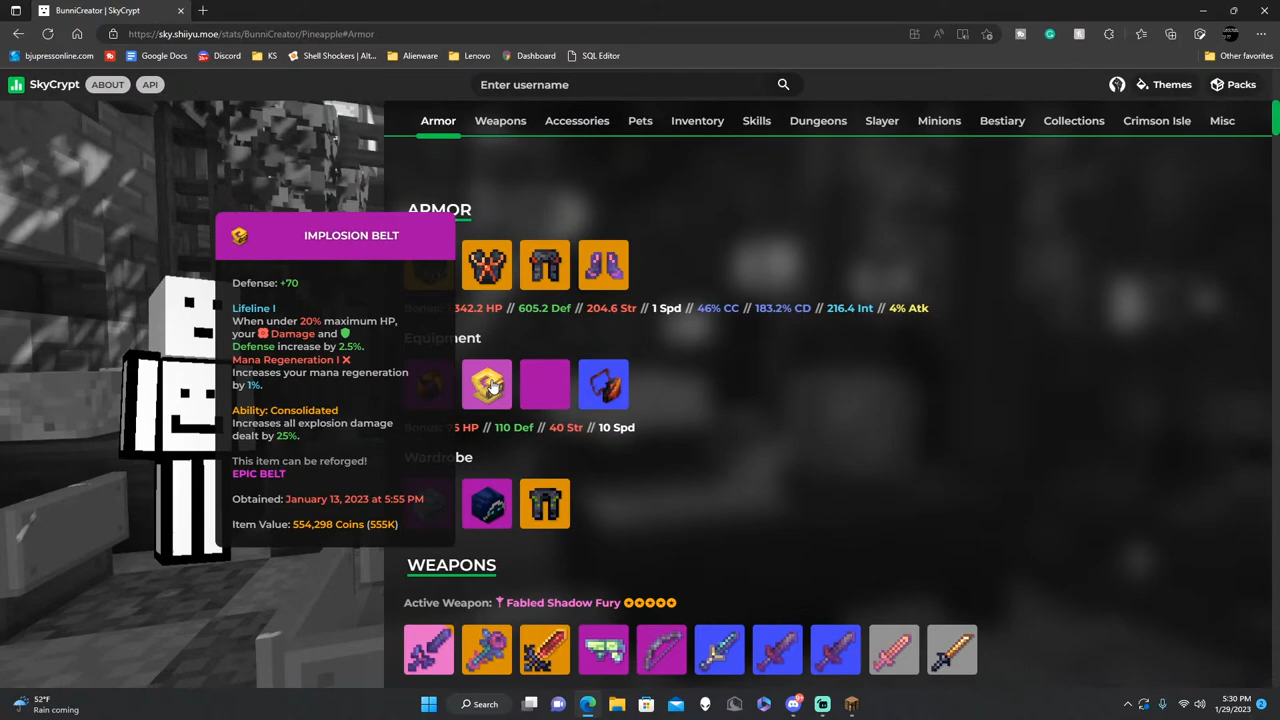 BunniCreator | SkyCrypt
https://sky.shiiyu.moe/stats/BunniCreator/Pineapple#Armor
bjupressonline.com
Google Docs
Discord
KS
Shell Shockers | Alt...
Alienware
Lenovo
Dashboard
SQL Editor
Other favorites
SkyCrypt ABOUT API
Enter username
Themes Packs
Armor Weapons Accessories Pets Inventory Skills Dungeons Slayer Minions Bestiary Collections Crimson Isle Misc
ARMOR
Bonus: 342.2 HP // 605.2 Def // 204.6 Str // 1 Spd // 46% CC // 183.2% CD // 216.4 Int // 4% Atk
Equipment
Bonus: 5 HP // 110 Def // 40 Str // 10 Spd
Wardrobe
WEAPONS
Active Weapon: Fabled Shadow Fury ✪✪✪✪✪
IMPLOSION BELT
Defense: +70
Lifeline I
When under 20% maximum HP,
your Damage and
Defense increase by 2.5%.
Mana Regeneration I ✕
Increases your mana regeneration
by 1%.
Ability: Consolidated
Increases all explosion damage
dealt by 25%.
This item can be reforged!
EPIC BELT
Obtained: January 13, 2023 at 5:55 PM
Item Value: 554,298 Coins (555K)
52°F
Rain coming
Search
5:30 PM
1/29/2023